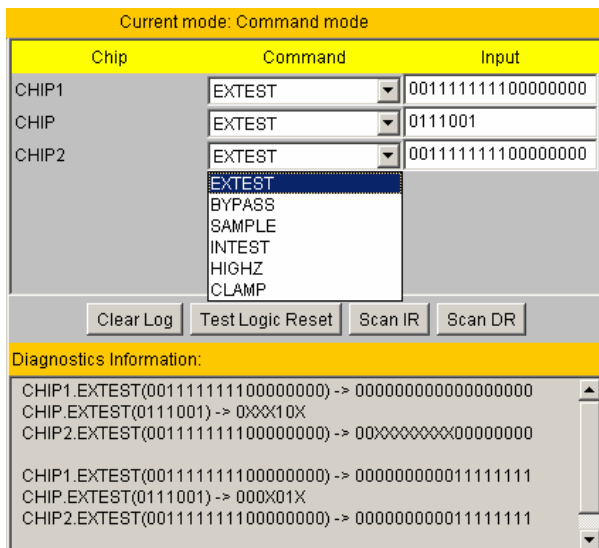 Current mode: Command mode
Chip Command Input
CHIP1 EXTEST 001111111100000000
CHIP EXTEST 0111001
CHIP2 EXTEST 001111111100000000
EXTEST
BYPASS
SAMPLE
INTEST
HIGHZ
CLAMP
Clear Log Test Logic Reset Scan IR Scan DR
Diagnostics Information:
CHIP1.EXTEST(001111111100000000) -> 000000000000000000
CHIP.EXTEST(0111001) -> 0XXX10X
CHIP2.EXTEST(001111111100000000) -> 00XXXXXXXX00000000
CHIP1.EXTEST(001111111100000000) -> 000000000011111111
CHIP.EXTEST(0111001) -> 000X01X
CHIP2.EXTEST(001111111100000000) -> 000000000011111111